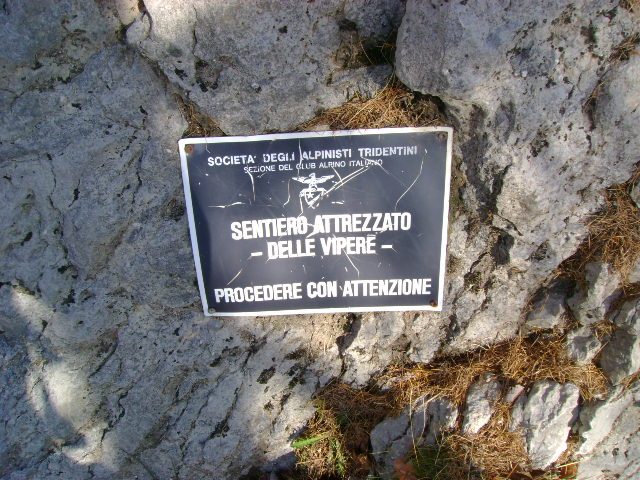 SOCIETA' DEGLI ALPINISTI TRIDENTINI
SEZIONE DEL CLUB ALPINO ITALIANO
SENTIERO ATTREZZATO
- DELLE VIPERE -
PROCEDERE CON ATTENZIONE